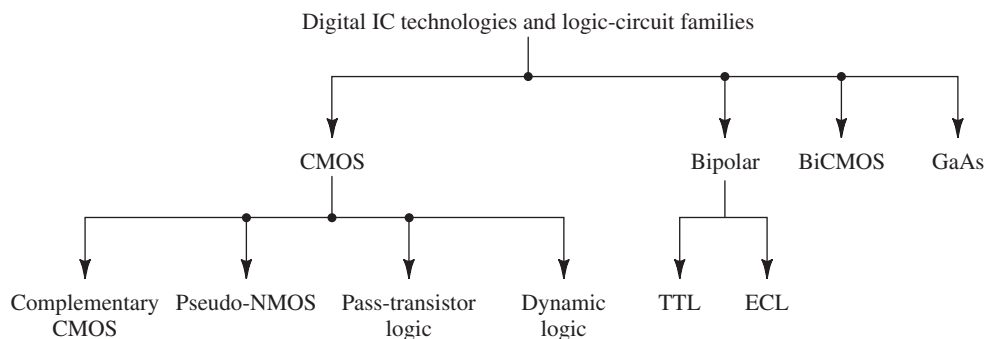 Digital IC technologies and logic-circuit families
CMOS
Bipolar
BiCMOS
GaAs
Complementary
CMOS
Pseudo-NMOS
Pass-transistor
logic
Dynamic
logic
TTL
ECL